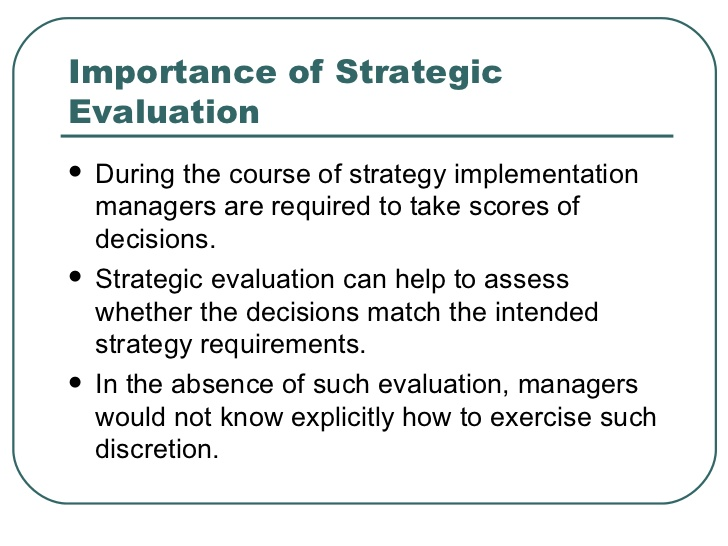 Importance of Strategic
Evaluation
• During the course of strategy implementation
managers are required to take scores of
decisions.
• Strategic evaluation can help to assess
whether the decisions match the intended
strategy requirements.
• In the absence of such evaluation, managers
would not know explicitly how to exercise such
discretion.